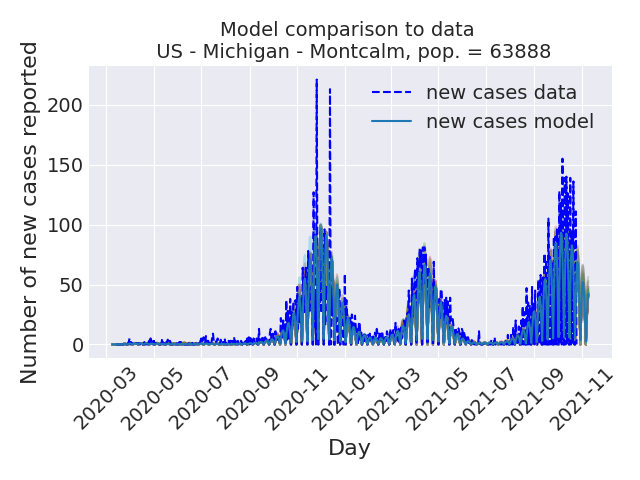 Model comparison to data
US - Michigan - Montcalm, pop. = 63888
Number of new cases reported
200
150
100
50
0
new cases data
new cases model
2020-03
2020-05
2020-07
2020-09
2020-11
2021-01
2021-03
2021-05
2021-07
2021-09
2021-11
Day